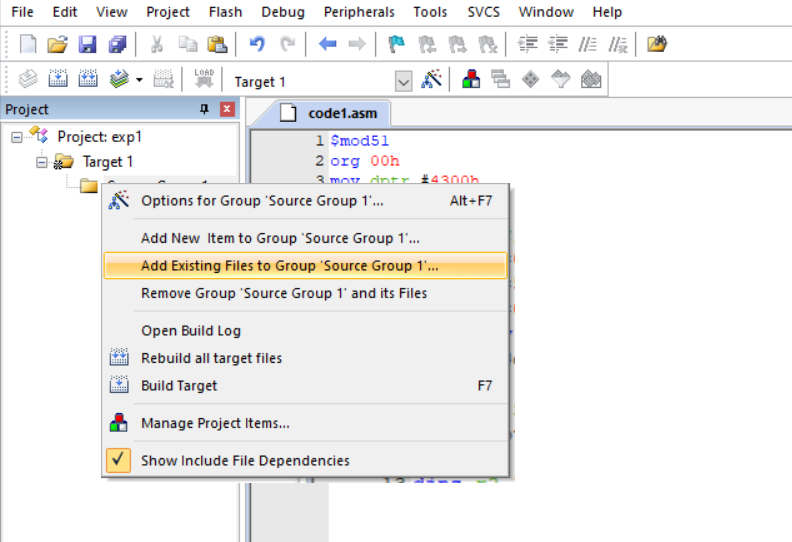 File Edit View Project Flash Debug Peripherals Tools SVCS Window Help
LOAD
Target 1
Project
code1.asm
Project: exp1
Target 1
1 $mod51
2 org 00h
3 mov dptr #4300h
Options for Group 'Source Group 1'... Alt+F7
Add New Item to Group 'Source Group 1'...
Add Existing Files to Group 'Source Group 1'...
Remove Group 'Source Group 1' and its Files
Open Build Log
Rebuild all target files
Build Target F7
Manage Project Items...
Show Include File Dependencies